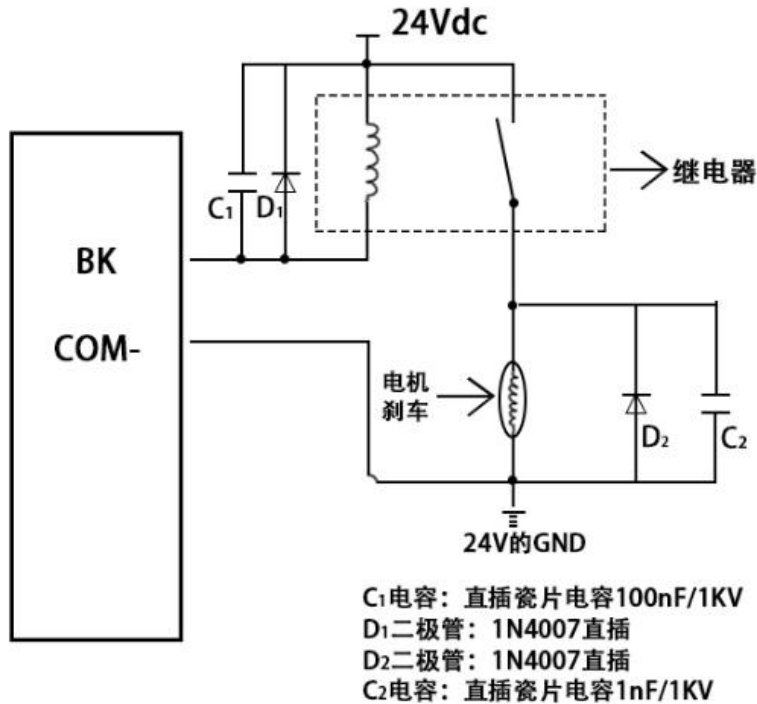 24Vdc
继电器
C1
D1
BK
COM-
电机
刹车
D2
C2
24V的GND
C1电容：直插瓷片电容100nF/1KV
D1二极管：1N4007直插
D2二极管：1N4007直插
C2电容：直插瓷片电容1nF/1KV